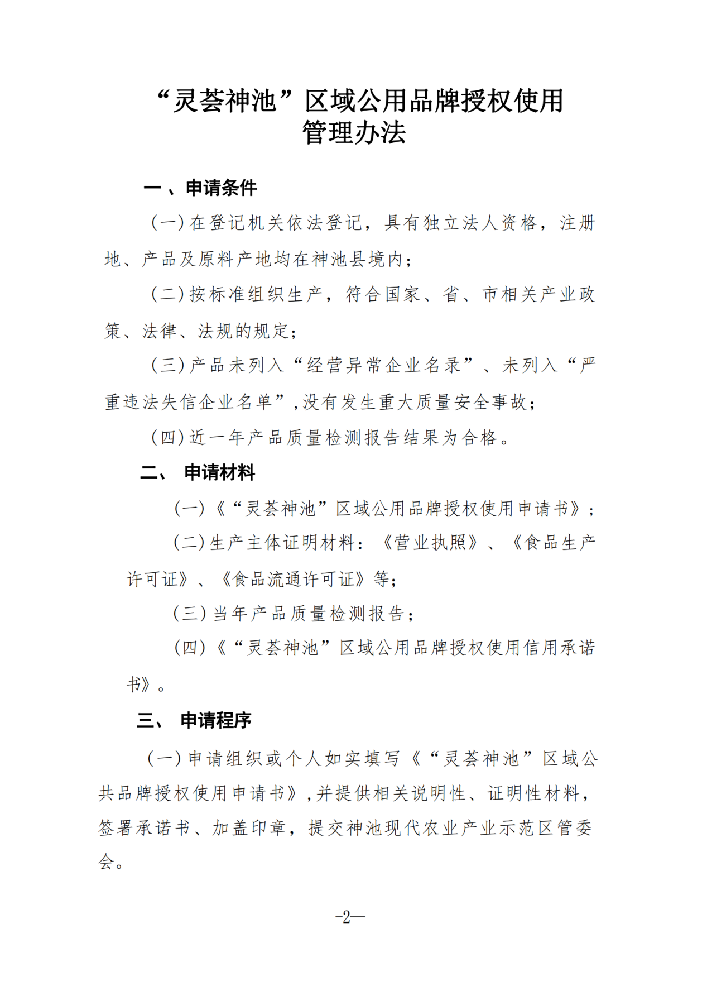 “灵荟神池”区域公用品牌授权使用
管理办法
一、申请条件
(一)在登记机关依法登记，具有独立法人资格，注册
地、产品及原料产地均在神池县境内；
(二)按标准组织生产，符合国家、省、市相关产业政
策、法律、法规的规定；
(三)产品未列入“经营异常企业名录”、未列入“严
重违法失信企业名单”,没有发生重大质量安全事故；
(四)近一年产品质量检测报告结果为合格。
二、 申请材料
(一)《“灵荟神池”区域公用品牌授权使用申请书》；
(二)生产主体证明材料：《营业执照》、《食品生产
许可证》、《食品流通许可证》等；
(三)当年产品质量检测报告；
(四)《“灵荟神池”区域公用品牌授权使用信用承诺
书》。
三、 申请程序
(一)申请组织或个人如实填写《“灵荟神池”区域公
共品牌授权使用申请书》,并提供相关说明性、证明性材料，
签署承诺书、加盖印章，提交神池现代农业产业示范区管委
会。
-2—